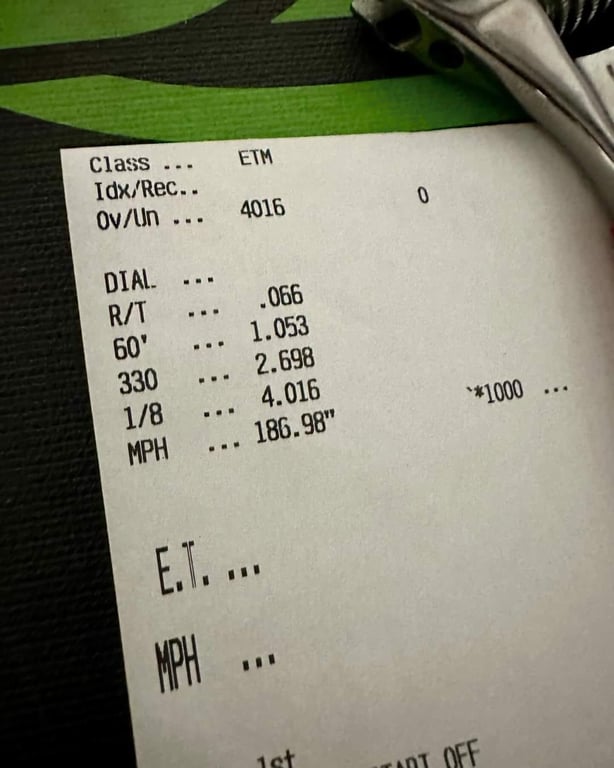 Class ... ETM
Idx/Rec..
Ov/Un ... 4016 0
DIAL ...
R/T ... .066
60' ... 1.053
330 ... 2.698
1/8 ... 4.016 `*1000 ...
MPH ... 186.98"
E.T. ...
MPH ...
1st
OFF